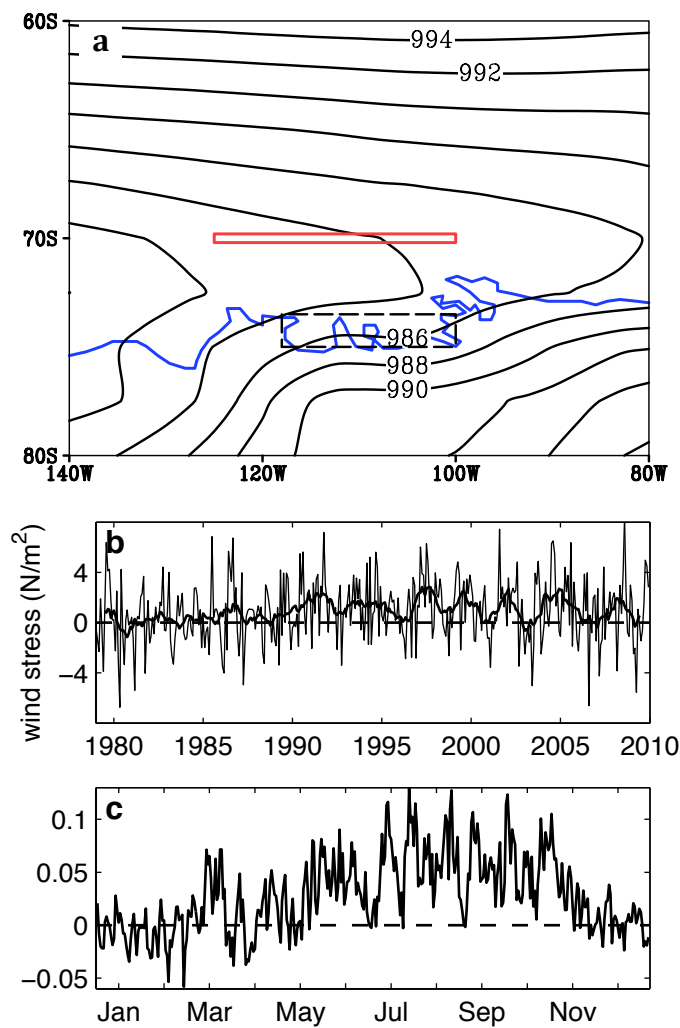 60S
a
994
992
70S
986
988
990
80S
140W 120W 100W 80W
b
4
0
−4
wind stress (N/m²)
1980 1985 1990 1995 2000 2005 2010
c
0.1
0.05
0
−0.05
Jan Mar May Jul Sep Nov